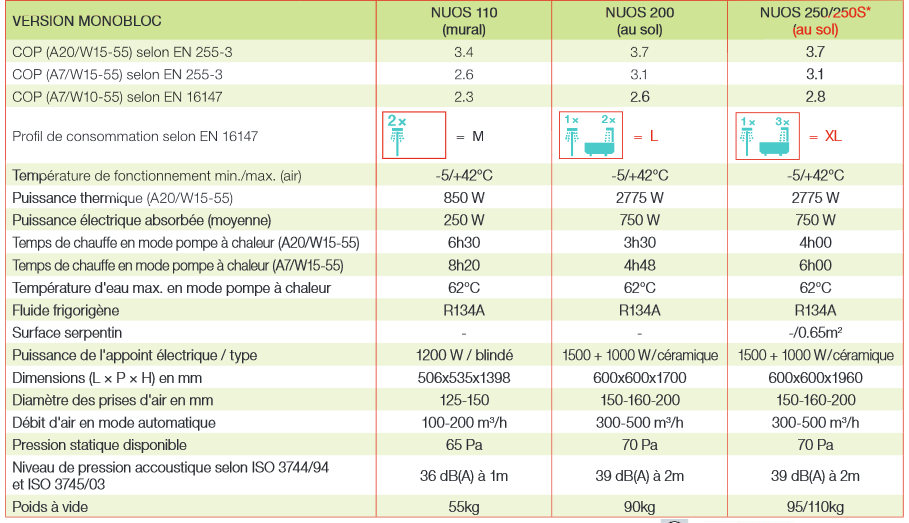 VERSION MONOBLOC NUOS 110 (mural) NUOS 200 (au sol) NUOS 250/250S* (au sol)
COP (A20/W15-55) selon EN 255-3 3.4 3.7 3.7
COP (A7/W15-55) selon EN 255-3 2.6 3.1 3.1
COP (A7/W10-55) selon EN 16147 2.3 2.6 2.8
Profil de consommation selon EN 16147 2x = M 1x 2x = L 1x 3x = XL
Température de fonctionnement min./max. (air) -5/+42°C -5/+42°C -5/+42°C
Puissance thermique (A20/W15-55) 850 W 2775 W 2775 W
Puissance électrique absorbée (moyenne) 250 W 750 W 750 W
Temps de chauffe en mode pompe à chaleur (A20/W15-55) 6h30 3h30 4h00
Temps de chauffe en mode pompe à chaleur (A7/W15-55) 8h20 4h48 6h00
Température d'eau max. en mode pompe à chaleur 62°C 62°C 62°C
Fluide frigorigène R134A R134A R134A
Surface serpentin - - -/0.65m²
Puissance de l'appoint électrique / type 1200 W / blindé 1500 + 1000 W/céramique 1500 + 1000 W/céramique
Dimensions (L × P × H) en mm 506x535x1398 600x600x1700 600x600x1960
Diamètre des prises d'air en mm 125-150 150-160-200 150-160-200
Débit d'air en mode automatique 100-200 m³/h 300-500 m³/h 300-500 m³/h
Pression statique disponible 65 Pa 70 Pa 70 Pa
Niveau de pression accoustique selon ISO 3744/94
et ISO 3745/03 36 dB(A) à 1m 39 dB(A) à 2m 39 dB(A) à 2m
Poids à vide 55kg 90kg 95/110kg